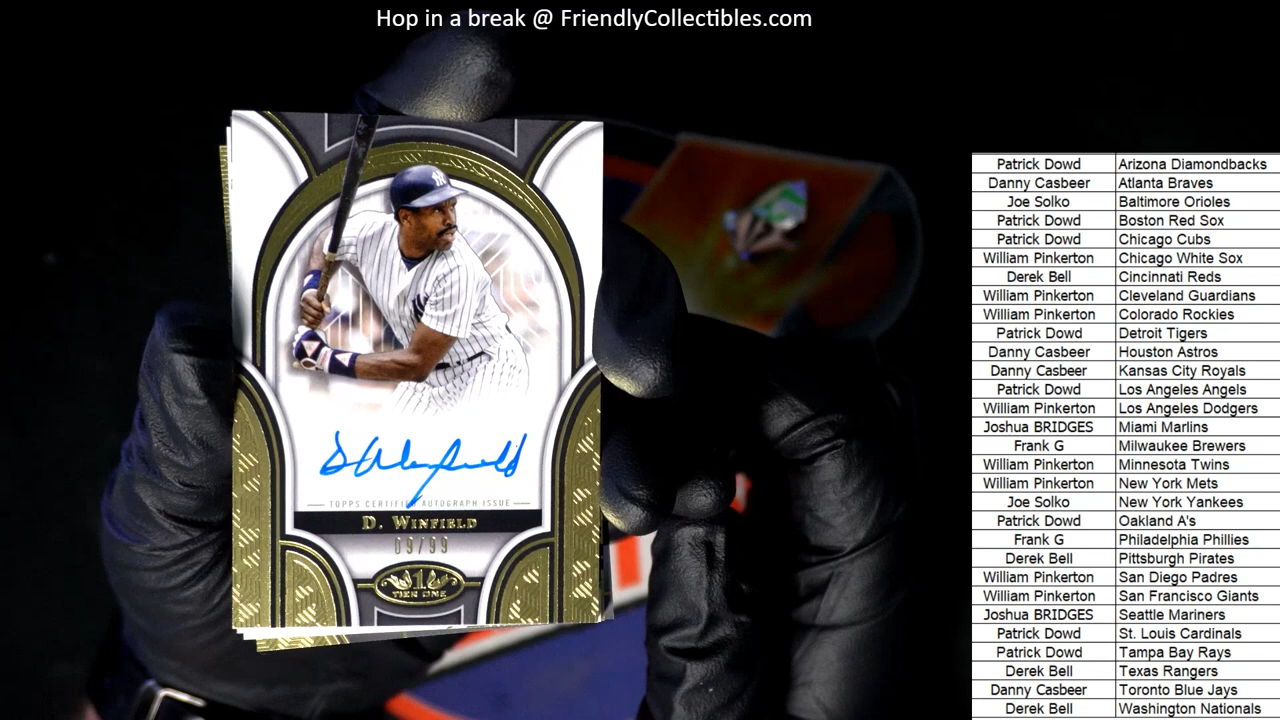 Hop in a break @ FriendlyCollectibles.com
NY
D Winfield
TOPPS CERTIFIED AUTOGRAPH ISSUE
D. WINFIELD
09/99
1
TIER ONE
Patrick Dowd Arizona Diamondbacks
Danny Casbeer Atlanta Braves
Joe Solko Baltimore Orioles
Patrick Dowd Boston Red Sox
Patrick Dowd Chicago Cubs
William Pinkerton Chicago White Sox
Derek Bell Cincinnati Reds
William Pinkerton Cleveland Guardians
William Pinkerton Colorado Rockies
Patrick Dowd Detroit Tigers
Danny Casbeer Houston Astros
Danny Casbeer Kansas City Royals
Patrick Dowd Los Angeles Angels
William Pinkerton Los Angeles Dodgers
Joshua BRIDGES Miami Marlins
Frank G Milwaukee Brewers
William Pinkerton Minnesota Twins
William Pinkerton New York Mets
Joe Solko New York Yankees
Patrick Dowd Oakland A's
Frank G Philadelphia Phillies
Derek Bell Pittsburgh Pirates
William Pinkerton San Diego Padres
William Pinkerton San Francisco Giants
Joshua BRIDGES Seattle Mariners
Patrick Dowd St. Louis Cardinals
Patrick Dowd Tampa Bay Rays
Derek Bell Texas Rangers
Danny Casbeer Toronto Blue Jays
Derek Bell Washington Nationals